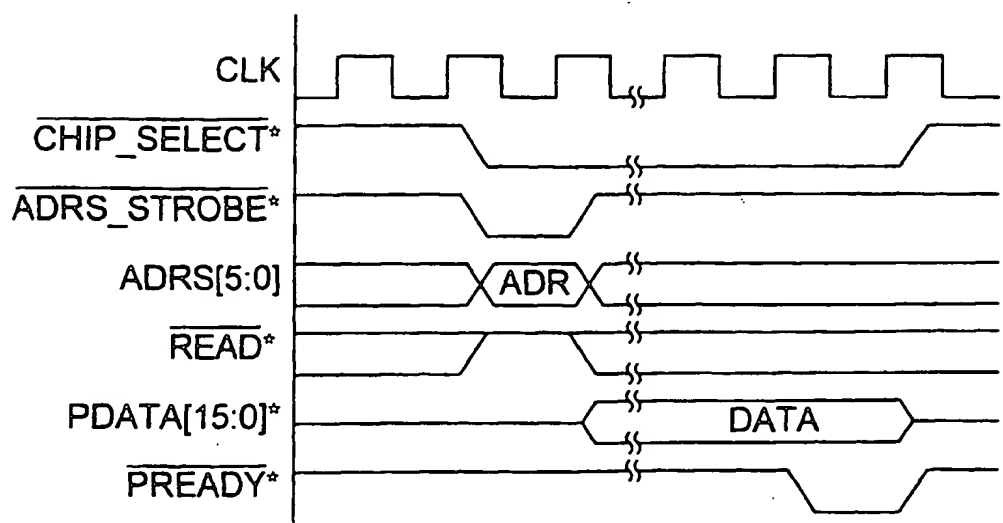 CLK
CHIP_SELECT*
ADRS_STROBE*
ADRS[5:0]
ADR
READ*
PDATA[15:0]*
DATA
PREADY*